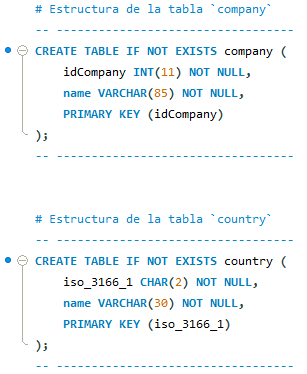 # Estructura de la tabla `company`
-- ----------------------------------
CREATE TABLE IF NOT EXISTS company (
idCompany INT(11) NOT NULL,
name VARCHAR(85) NOT NULL,
PRIMARY KEY (idCompany)
);
-- ----------------------------------
# Estructura de la tabla `country`
-- ----------------------------------
CREATE TABLE IF NOT EXISTS country (
iso_3166_1 CHAR(2) NOT NULL,
name VARCHAR(30) NOT NULL,
PRIMARY KEY (iso_3166_1)
);
-- ----------------------------------